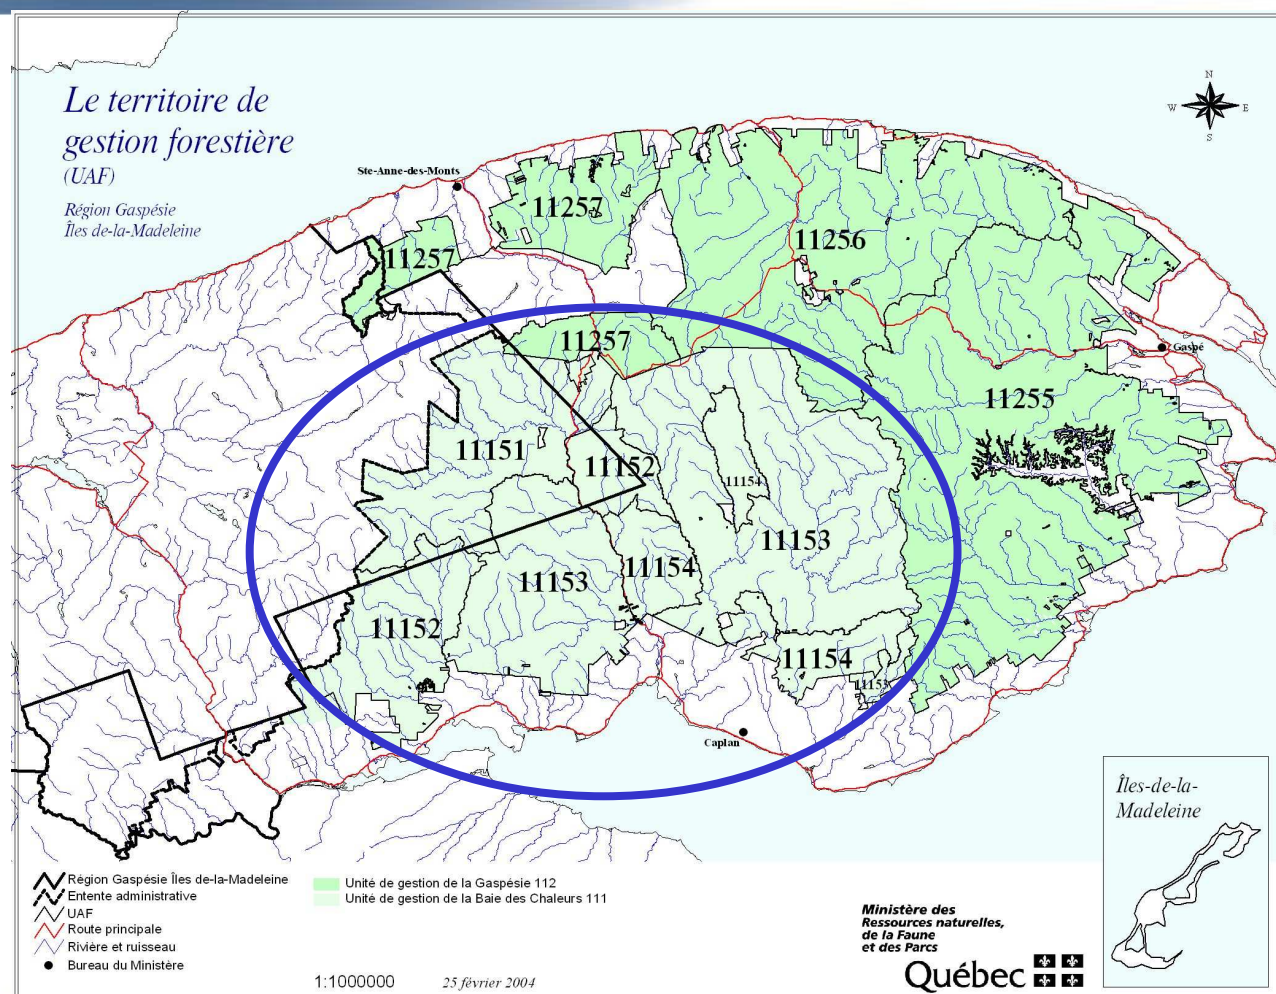 Le territoire de
gestion forestière
(UAF)
Région Gaspésie
Îles de-la-Madeleine
N
W E
S
Ste-Anne-des-Monts
11257
11256
11257
11257
Gaspé
11255
11151
11152
11154
11153
11154
11153
11152
11154
11153
Caplan
Îles-de-la-
Madeleine
Région Gaspésie Îles de-la-Madeleine
Entente administrative
UAF
Route principale
Rivière et ruisseau
Bureau du Ministère
Unité de gestion de la Gaspésie 112
Unité de gestion de la Baie des Chaleurs 111
1:1000000 25 février 2004
Ministère des
Ressources naturelles,
de la Faune
et des Parcs
Québec